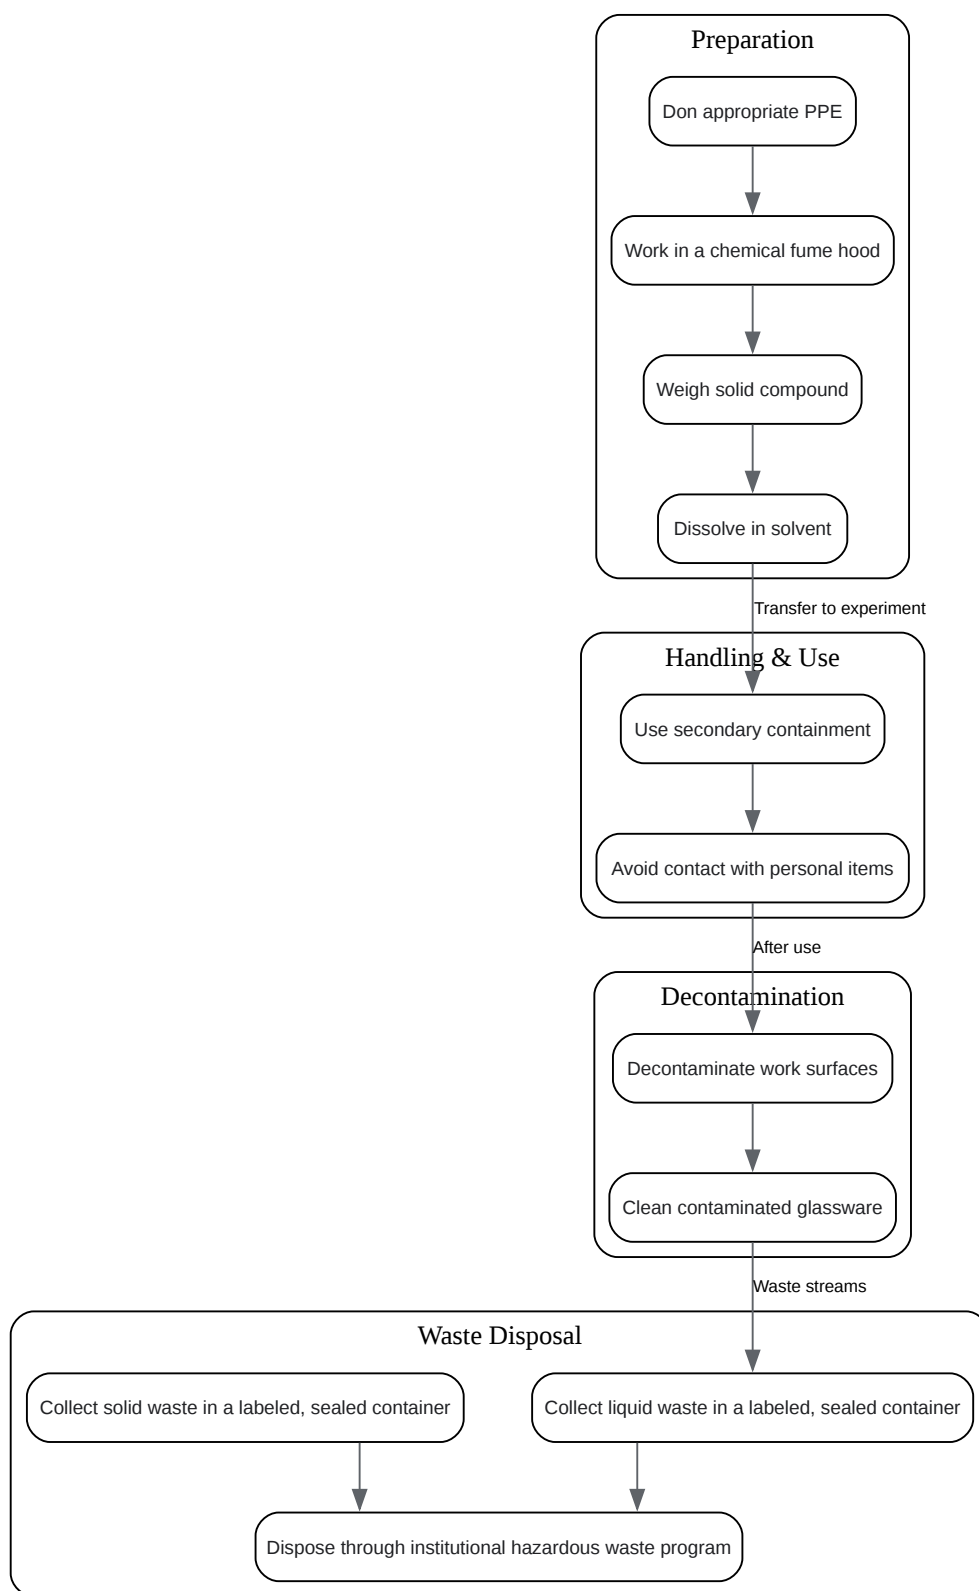 Preparation
Don appropriate PPE
Work in a chemical fume hood
Weigh solid compound
Dissolve in solvent
Transfer to experiment
Handling & Use
Use secondary containment
Avoid contact with personal items
After use
Decontamination
Decontaminate work surfaces
Clean contaminated glassware
Waste streams
Waste Disposal
Collect solid waste in a labeled, sealed container
Collect liquid waste in a labeled, sealed container
Dispose through institutional hazardous waste program